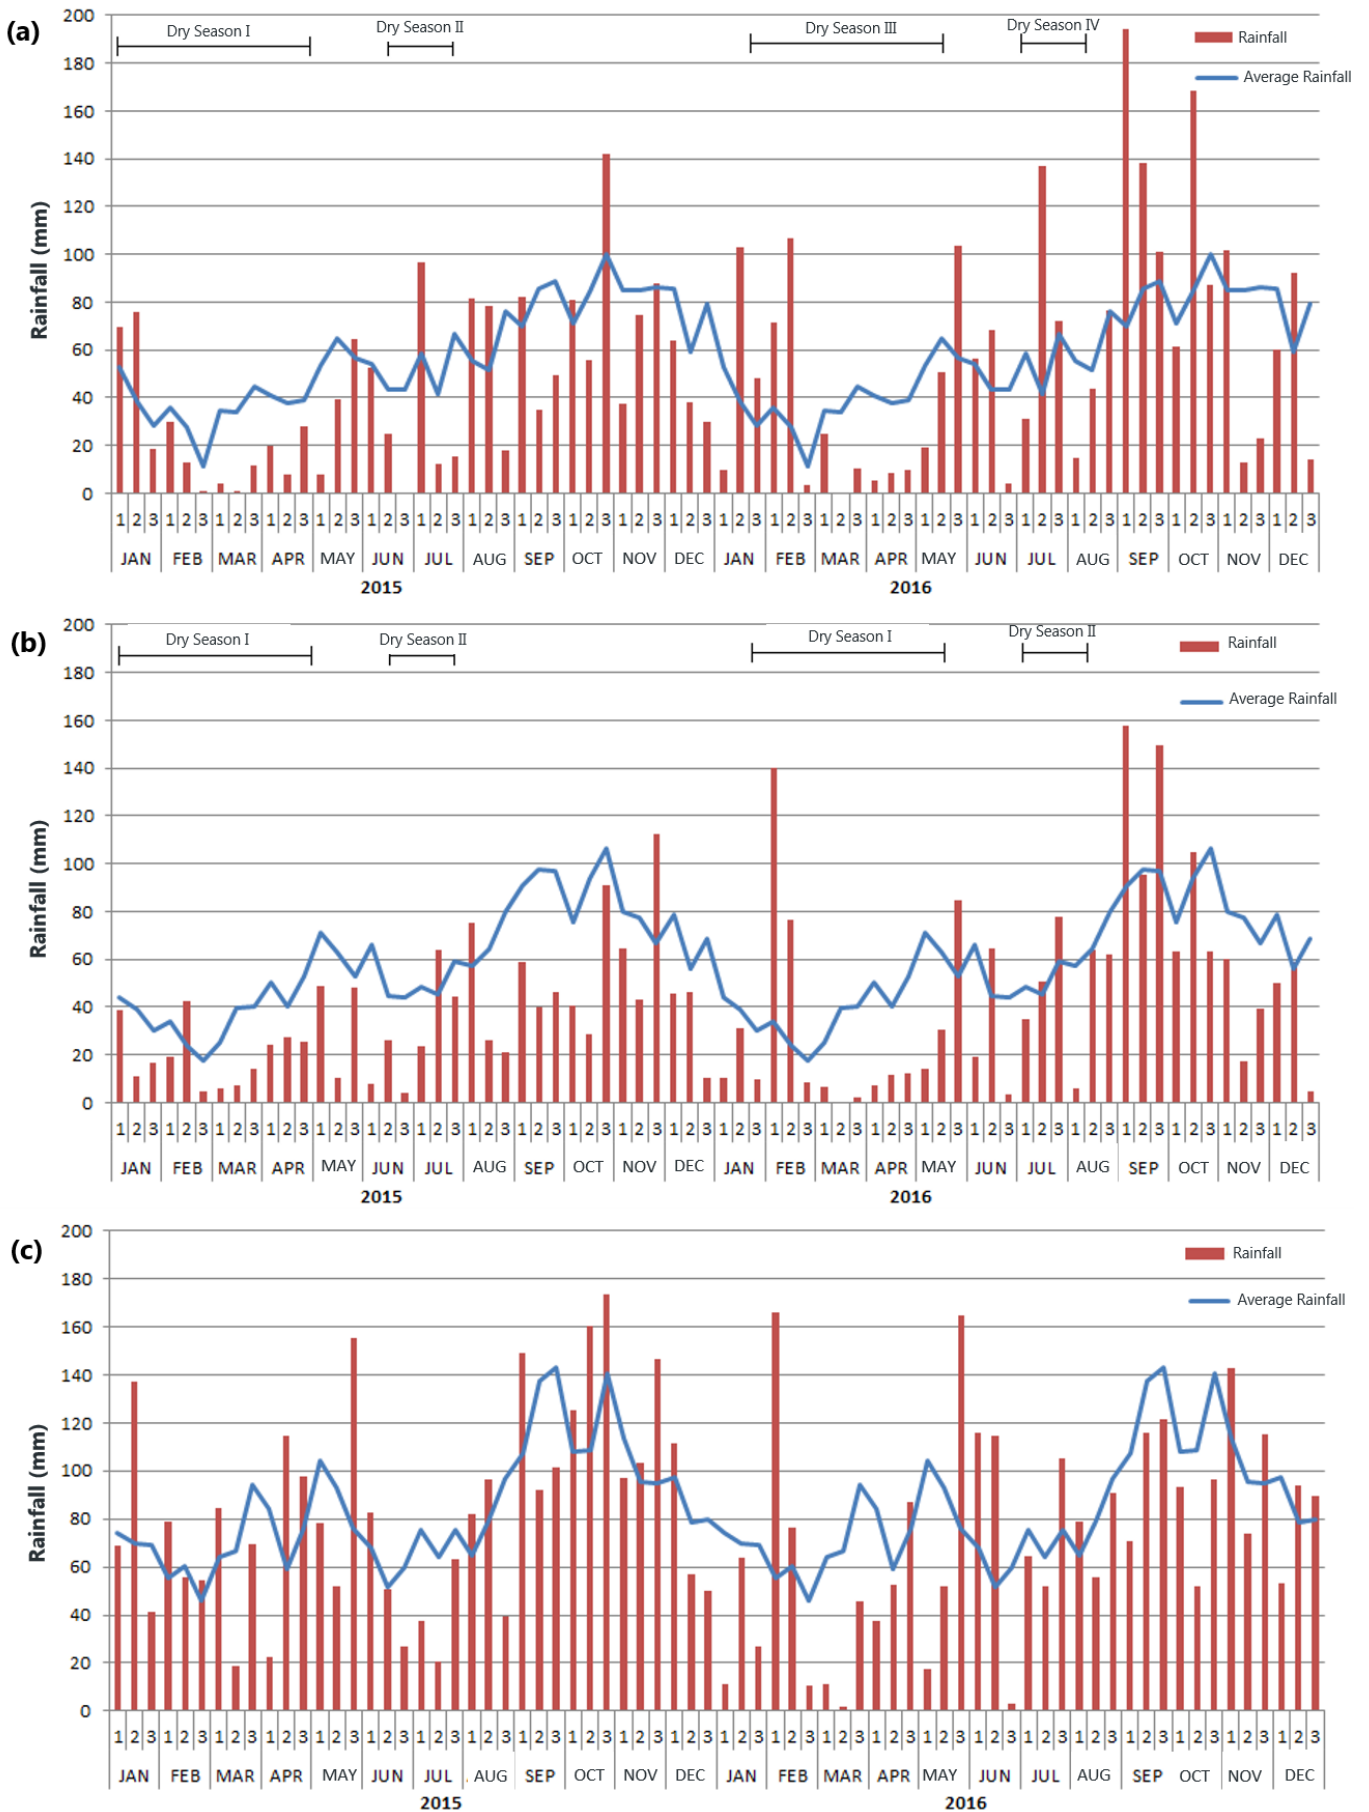 (a)
Dry Season I
Dry Season II
Dry Season III
Dry Season IV
Rainfall
Average Rainfall
Rainfall (mm)
200
180
160
140
120
100
80
60
40
20
0
1 2 3 1 2 3 1 2 3 1 2 3 1 2 3 1 2 3 1 2 3 1 2 3 1 2 3 1 2 3 1 2 3 1 2 3 1 2 3 1 2 3 1 2 3 1 2 3 1 2 3 1 2 3 1 2 3 1 2 3 1 2 3 1 2 3 1 2 3 1 2 3
JAN FEB MAR APR MAY JUN JUL AUG SEP OCT NOV DEC JAN FEB MAR APR MAY JUN JUL AUG SEP OCT NOV DEC
2015 2016
(b)
Dry Season I
Dry Season II
Dry Season I
Dry Season II
Rainfall
Average Rainfall
Rainfall (mm)
200
180
160
140
120
100
80
60
40
20
0
1 2 3 1 2 3 1 2 3 1 2 3 1 2 3 1 2 3 1 2 3 1 2 3 1 2 3 1 2 3 1 2 3 1 2 3 1 2 3 1 2 3 1 2 3 1 2 3 1 2 3 1 2 3 1 2 3 1 2 3 1 2 3 1 2 3 1 2 3 1 2 3
JAN FEB MAR APR MAY JUN JUL AUG SEP OCT NOV DEC JAN FEB MAR APR MAY JUN JUL AUG SEP OCT NOV DEC
2015 2016
(c)
Rainfall
Average Rainfall
Rainfall (mm)
200
180
160
140
120
100
80
60
40
20
0
1 2 3 1 2 3 1 2 3 1 2 3 1 2 3 1 2 3 1 2 3 1 2 3 1 2 3 1 2 3 1 2 3 1 2 3 1 2 3 1 2 3 1 2 3 1 2 3 1 2 3 1 2 3 1 2 3 1 2 3 1 2 3 1 2 3 1 2 3 1 2 3
JAN FEB MAR APR MAY JUN JUL AUG SEP OCT NOV DEC JAN FEB MAR APR MAY JUN JUL AUG SEP OCT NOV DEC
2015 2016